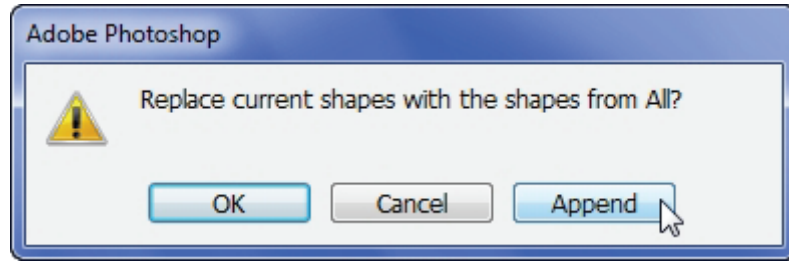 Adobe Photoshop
Replace current shapes with the shapes from All?
OK Cancel Append